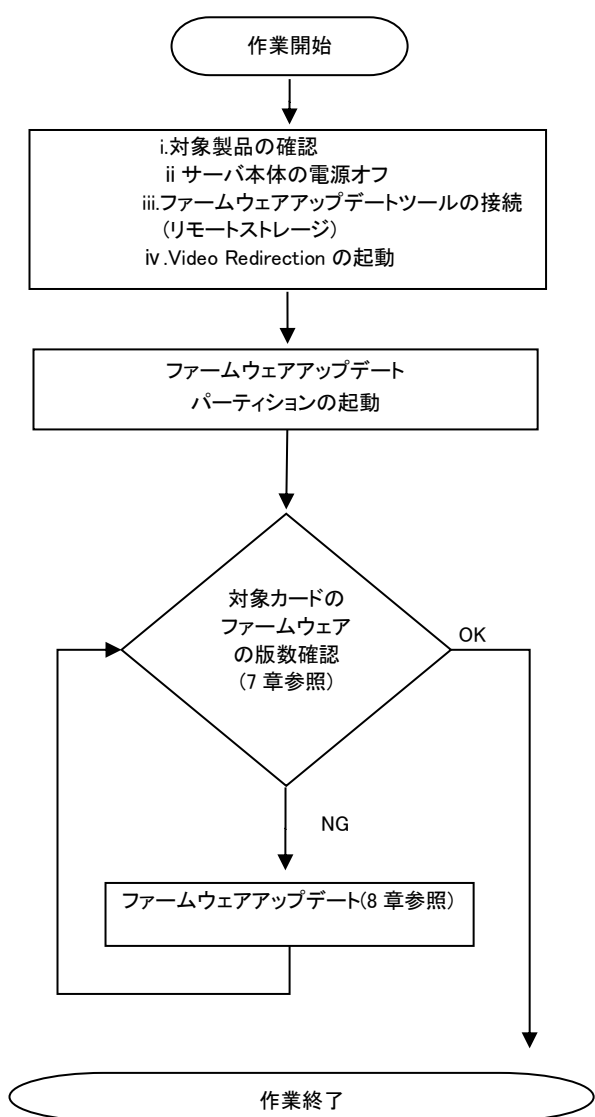 作業開始
i.対象製品の確認
ii サーバ本体の電源オフ
iii.ファームウェアアップデートツールの接続
(リモートストレージ)
iv.Video Redirection の起動
ファームウェアアップデート
パーティションの起動
対象カードの
ファームウェア
の版数確認
(7 章参照)
OK
NG
ファームウェアアップデート(8 章参照)
作業終了